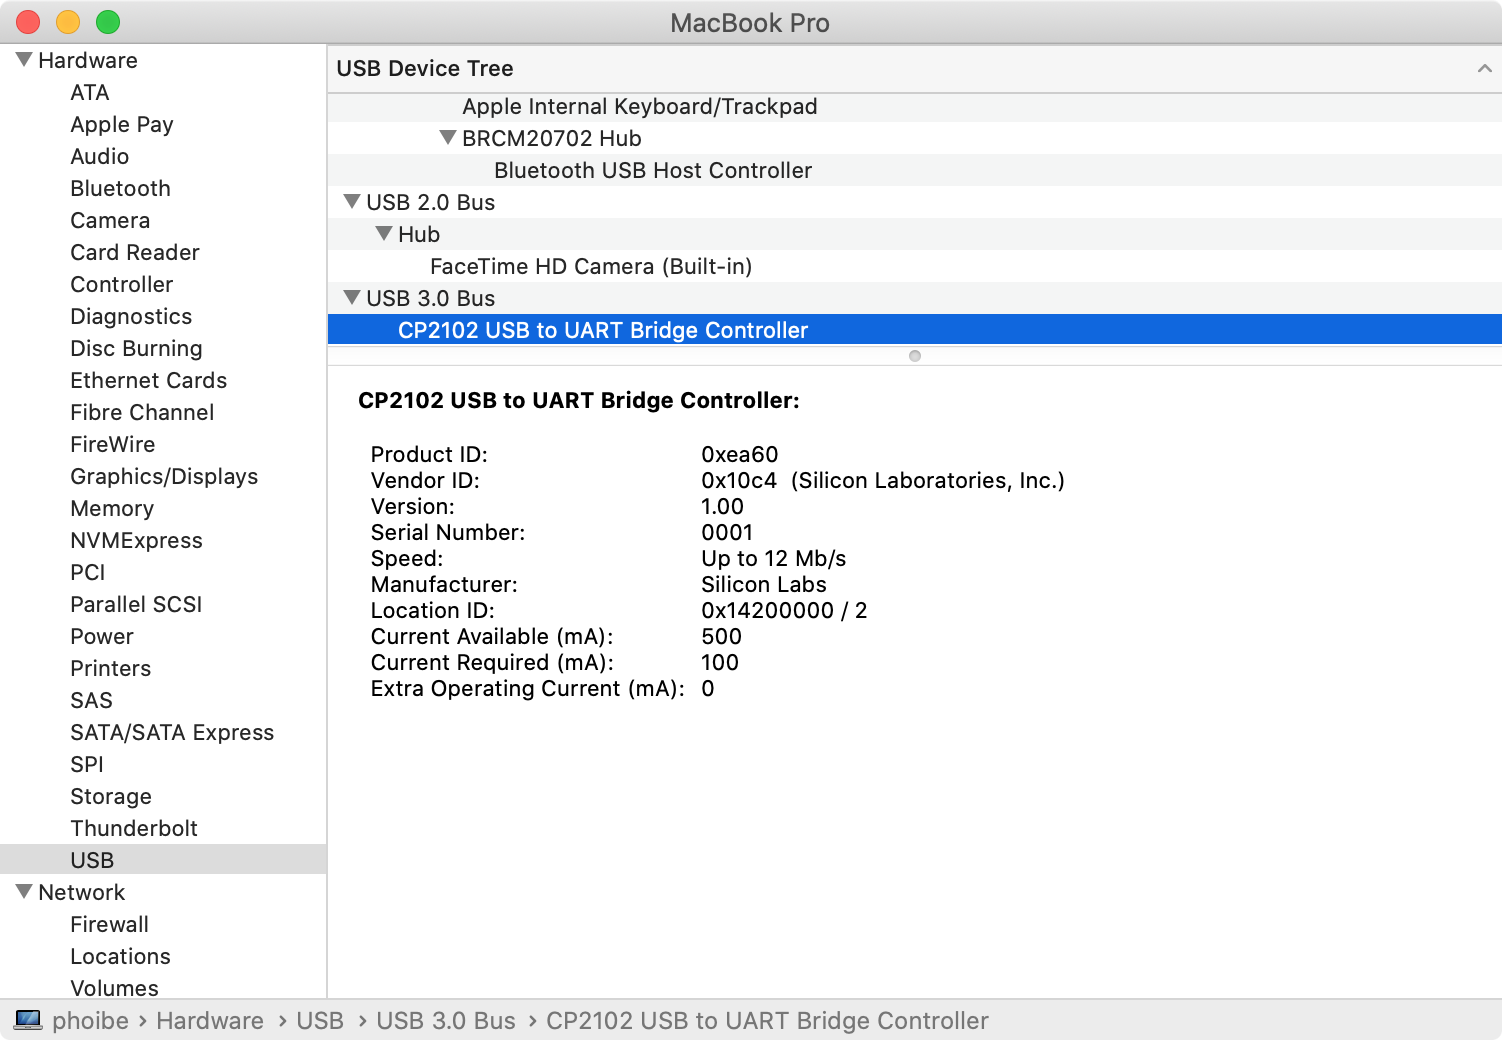 MacBook Pro
Hardware
ATA
Apple Pay
Audio
Bluetooth
Camera
Card Reader
Controller
Diagnostics
Disc Burning
Ethernet Cards
Fibre Channel
FireWire
Graphics/Displays
Memory
NVMExpress
PCI
Parallel SCSI
Power
Printers
SAS
SATA/SATA Express
SPI
Storage
Thunderbolt
USB
Network
Firewall
Locations
Volumes
USB Device Tree
Apple Internal Keyboard/Trackpad
BRCM20702 Hub
Bluetooth USB Host Controller
USB 2.0 Bus
Hub
FaceTime HD Camera (Built-in)
USB 3.0 Bus
CP2102 USB to UART Bridge Controller
CP2102 USB to UART Bridge Controller:
Product ID: 0xea60
Vendor ID: 0x10c4 (Silicon Laboratories, Inc.)
Version: 1.00
Serial Number: 0001
Speed: Up to 12 Mb/s
Manufacturer: Silicon Labs
Location ID: 0x14200000 / 2
Current Available (mA): 500
Current Required (mA): 100
Extra Operating Current (mA): 0
phoibe › Hardware › USB › USB 3.0 Bus › CP2102 USB to UART Bridge Controller